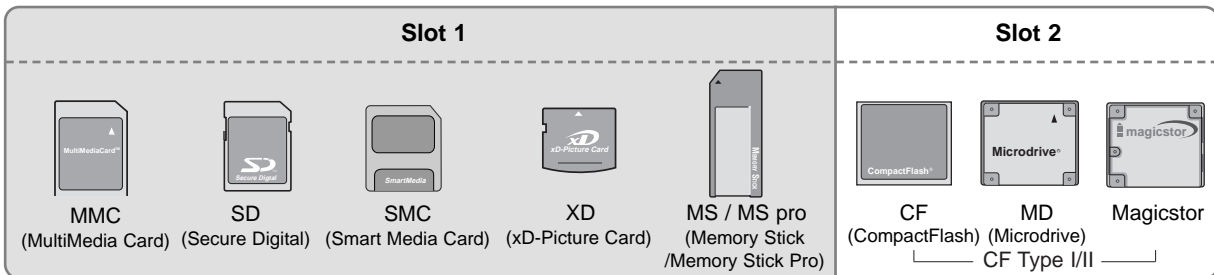 Slot 1
MultiMediaCard™
MMC
(MultiMedia Card)
SD
Secure Digtal
SD
(Secure Digital)
SmartMedia
SMC
(Smart Media Card)
xD
xD-Picture Card
XD
(xD-Picture Card)
Memory Stick
MS / MS pro
(Memory Stick
/Memory Stick Pro)
Slot 2
CompactFlash®
CF
(CompactFlash)
Microdrive®
MD
(Microdrive)
magicstor
Magicstor
CF Type I/II